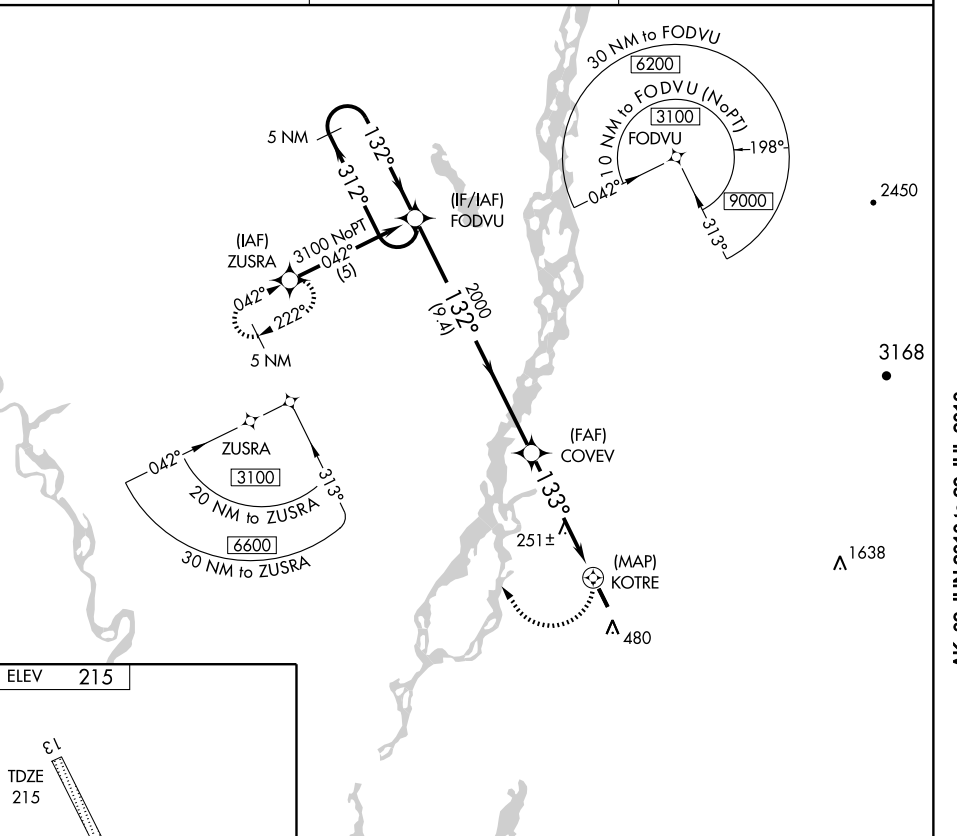 30 NM to FODVU
6200
10 NM to FODVU (NoPT)
3100
FODVU
198°
042°
9000
313°
5 NM
132°
312°
(IF/IAF)
FODVU
2450
(IAF)
ZUSRA
3100 NoPT
042°
(5)
042°
222°
5 NM
2000
132°
(9.4)
3168
042°
ZUSRA
3100
313°
20 NM to ZUSRA
6600
30 NM to ZUSRA
(FAF)
COVEV
133°
251±
(MAP)
KOTRE
1638
480
ELEV 215
13
TDZE
215